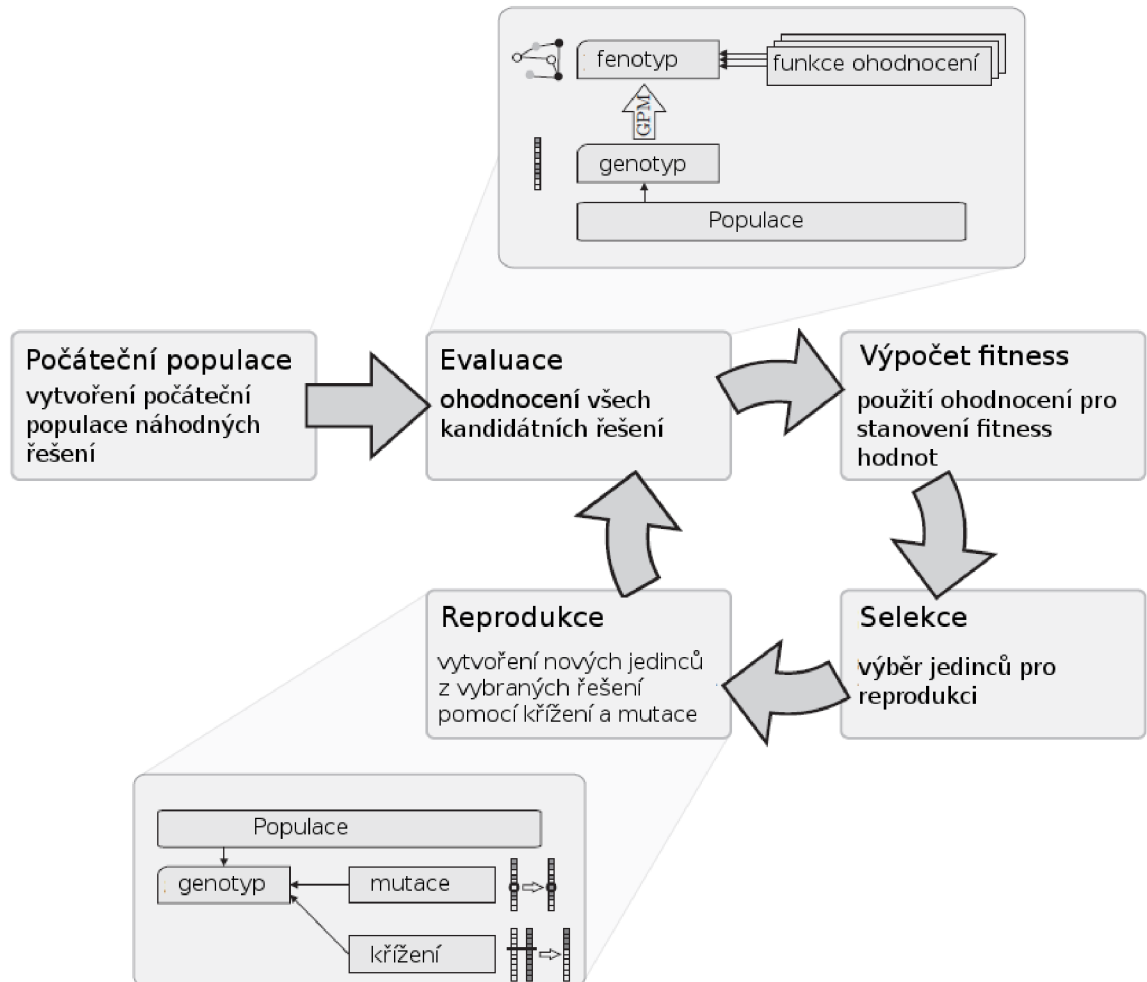 fenotyp
funkce ohodnocení
GPM
genotyp
Populace
Počáteční populace
vytvoření počáteční
populace náhodných
řešení
Evaluace
ohodnocení všech
kandidátních řešení
Výpočet fitness
použití ohodnocení pro
stanovení fitness
hodnot
Reprodukce
vytvoření nových jedinců
z vybraných řešení
pomocí křížení a mutace
Selekce
výběr jedinců pro
reprodukci
Populace
genotyp
mutace
křížení